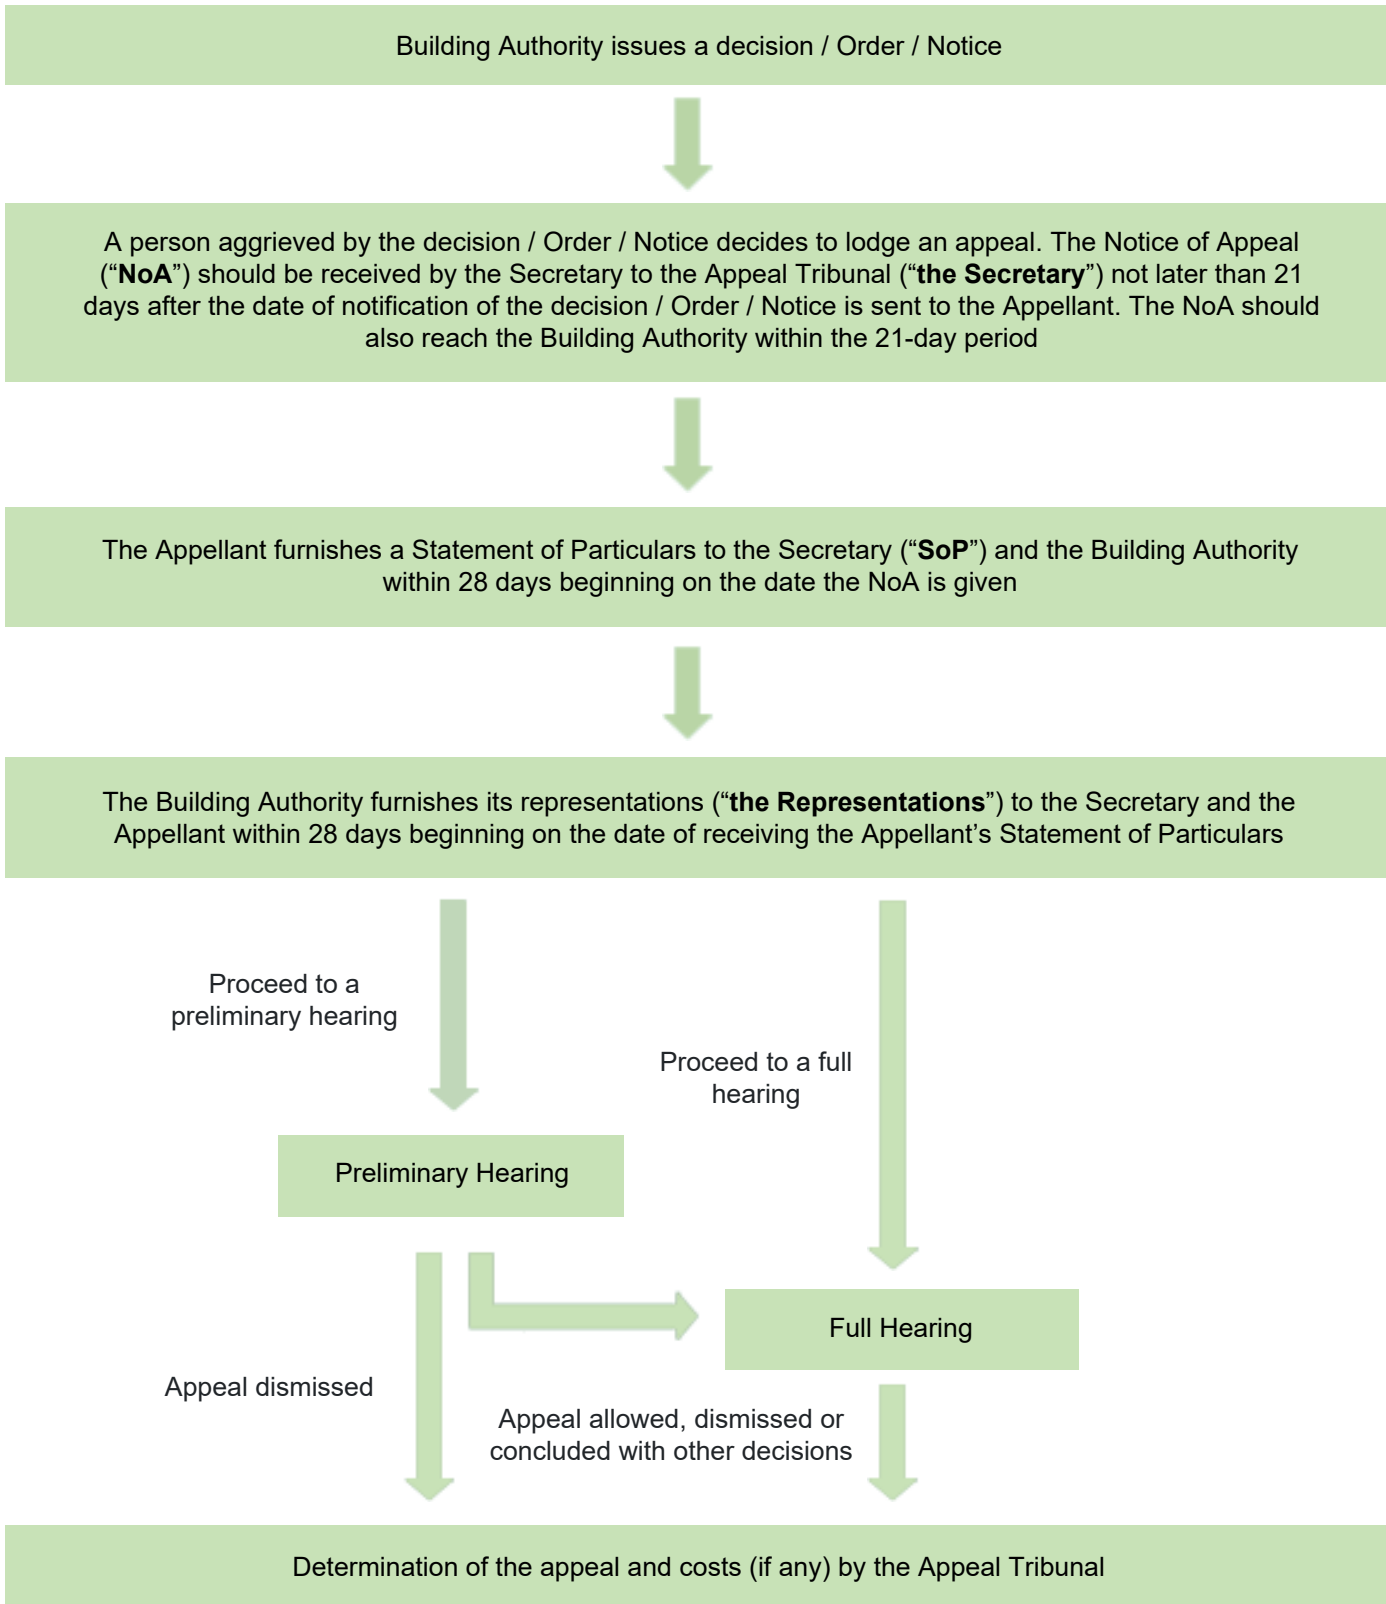 Building Authority issues a decision / Order / Notice
A person aggrieved by the decision / Order / Notice decides to lodge an appeal. The Notice of Appeal
(“NoA”) should be received by the Secretary to the Appeal Tribunal (“the Secretary”) not later than 21
days after the date of notification of the decision / Order / Notice is sent to the Appellant. The NoA should
also reach the Building Authority within the 21-day period
The Appellant furnishes a Statement of Particulars to the Secretary (“SoP”) and the Building Authority
within 28 days beginning on the date the NoA is given
The Building Authority furnishes its representations (“the Representations”) to the Secretary and the
Appellant within 28 days beginning on the date of receiving the Appellant’s Statement of Particulars
Proceed to a
preliminary hearing
Proceed to a full
hearing
Preliminary Hearing
Full Hearing
Appeal dismissed
Appeal allowed, dismissed or
concluded with other decisions
Determination of the appeal and costs (if any) by the Appeal Tribunal